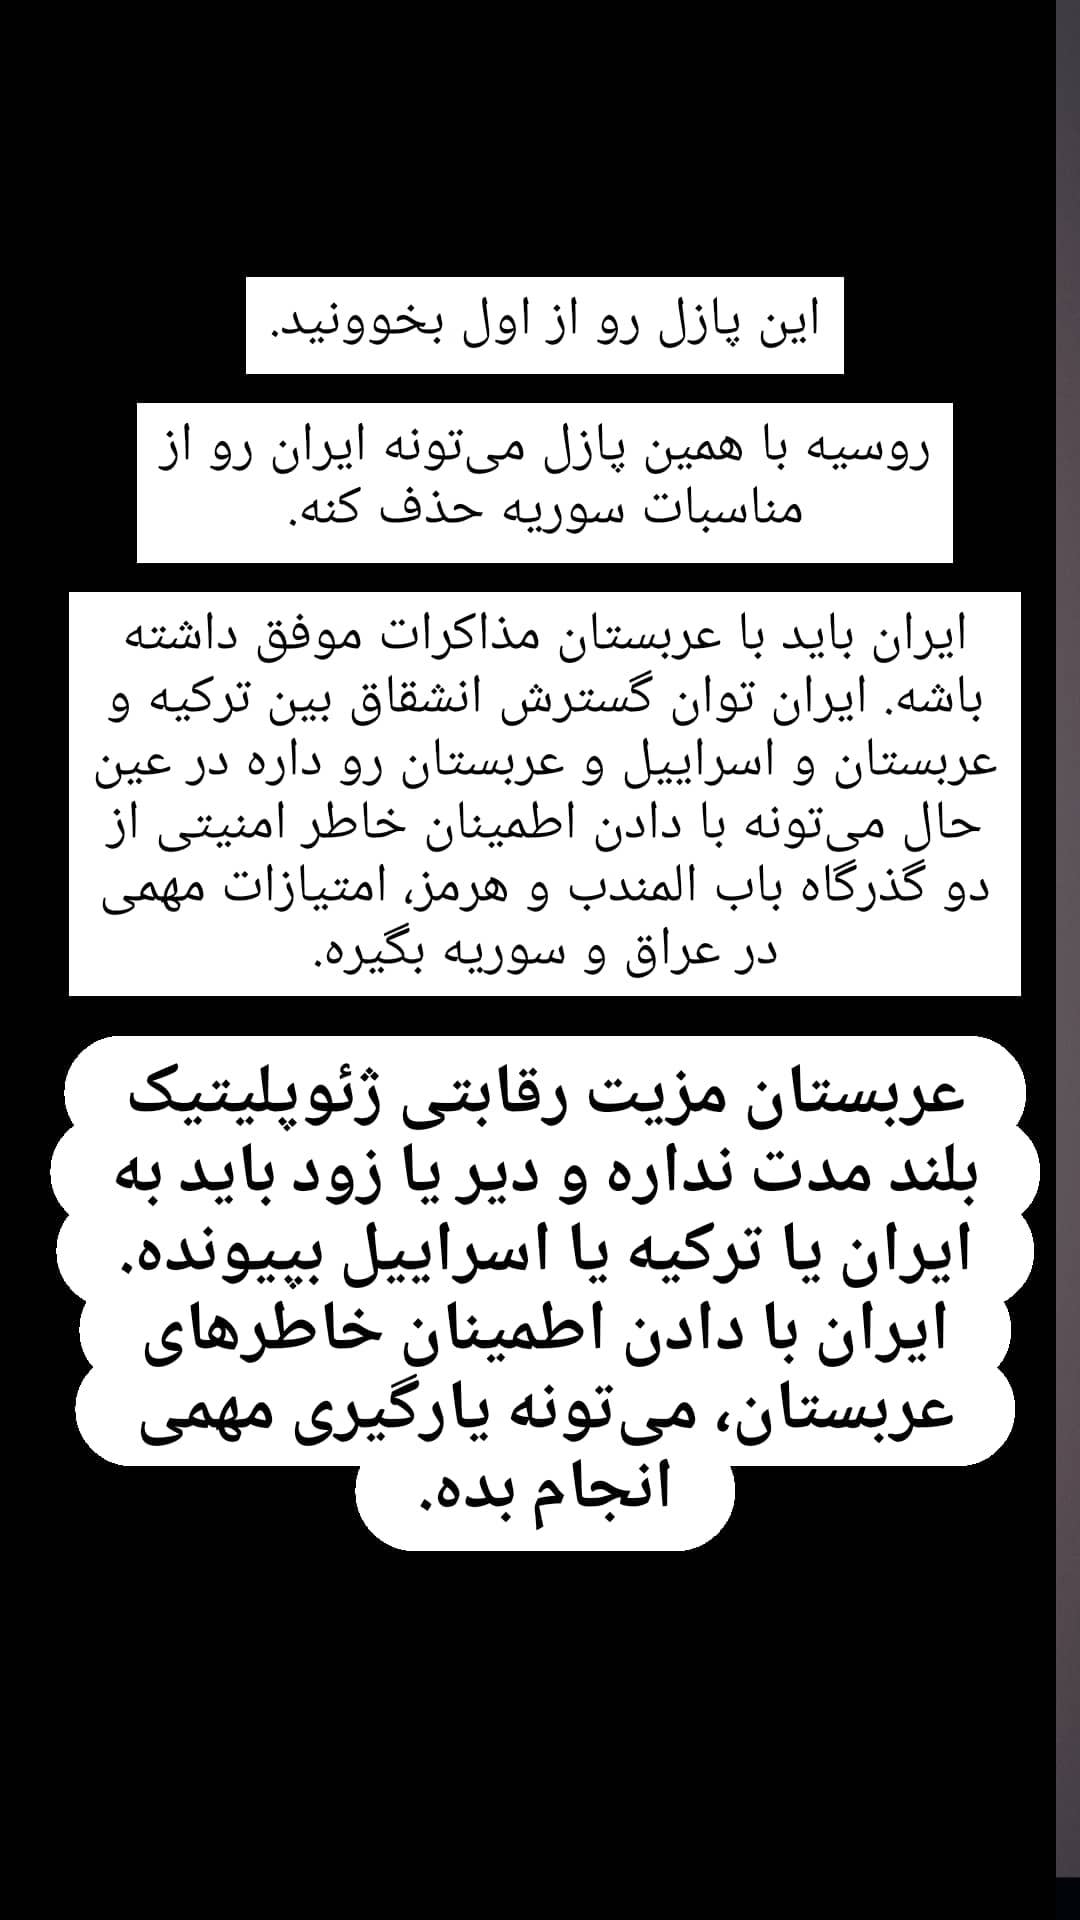 این پازل رو از اول بخوونید.
روسیه با همین پازل می‌تونه ایران رو از
مناسبات سوریه حذف کنه.
ایران باید با عربستان مذاکرات موفق داشته
باشه. ایران توان گسترش انشقاق بین ترکیه و
عربستان و اسراییل و عربستان رو داره در عین
حال می‌تونه با دادن اطمینان خاطر امنیتی از
دو گذرگاه باب المندب و هرمز، امتیازات مهمی
در عراق و سوریه بگیره.
عربستان مزیت رقابتی ژئوپلیتیک
بلند مدت نداره و دیر یا زود باید به
ایران یا ترکیه یا اسراییل بپیونده.
ایران با دادن اطمینان خاطرهای
عربستان، می‌تونه یارگیری مهمی
انجام بده.